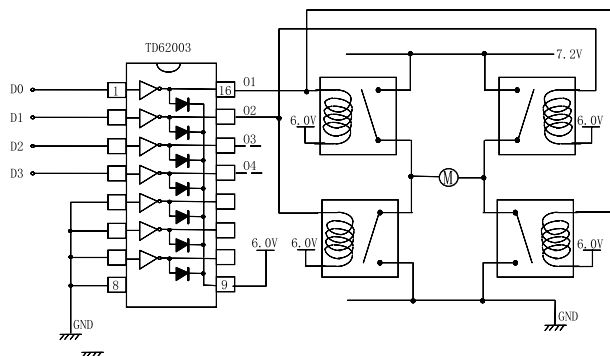 TD62003
D0
1
16
O1
D1
O2
D2
O3
D3
O4
8
9
6.0V
GND
7.2V
6.0V
6.0V
M
6.0V
6.0V
GND